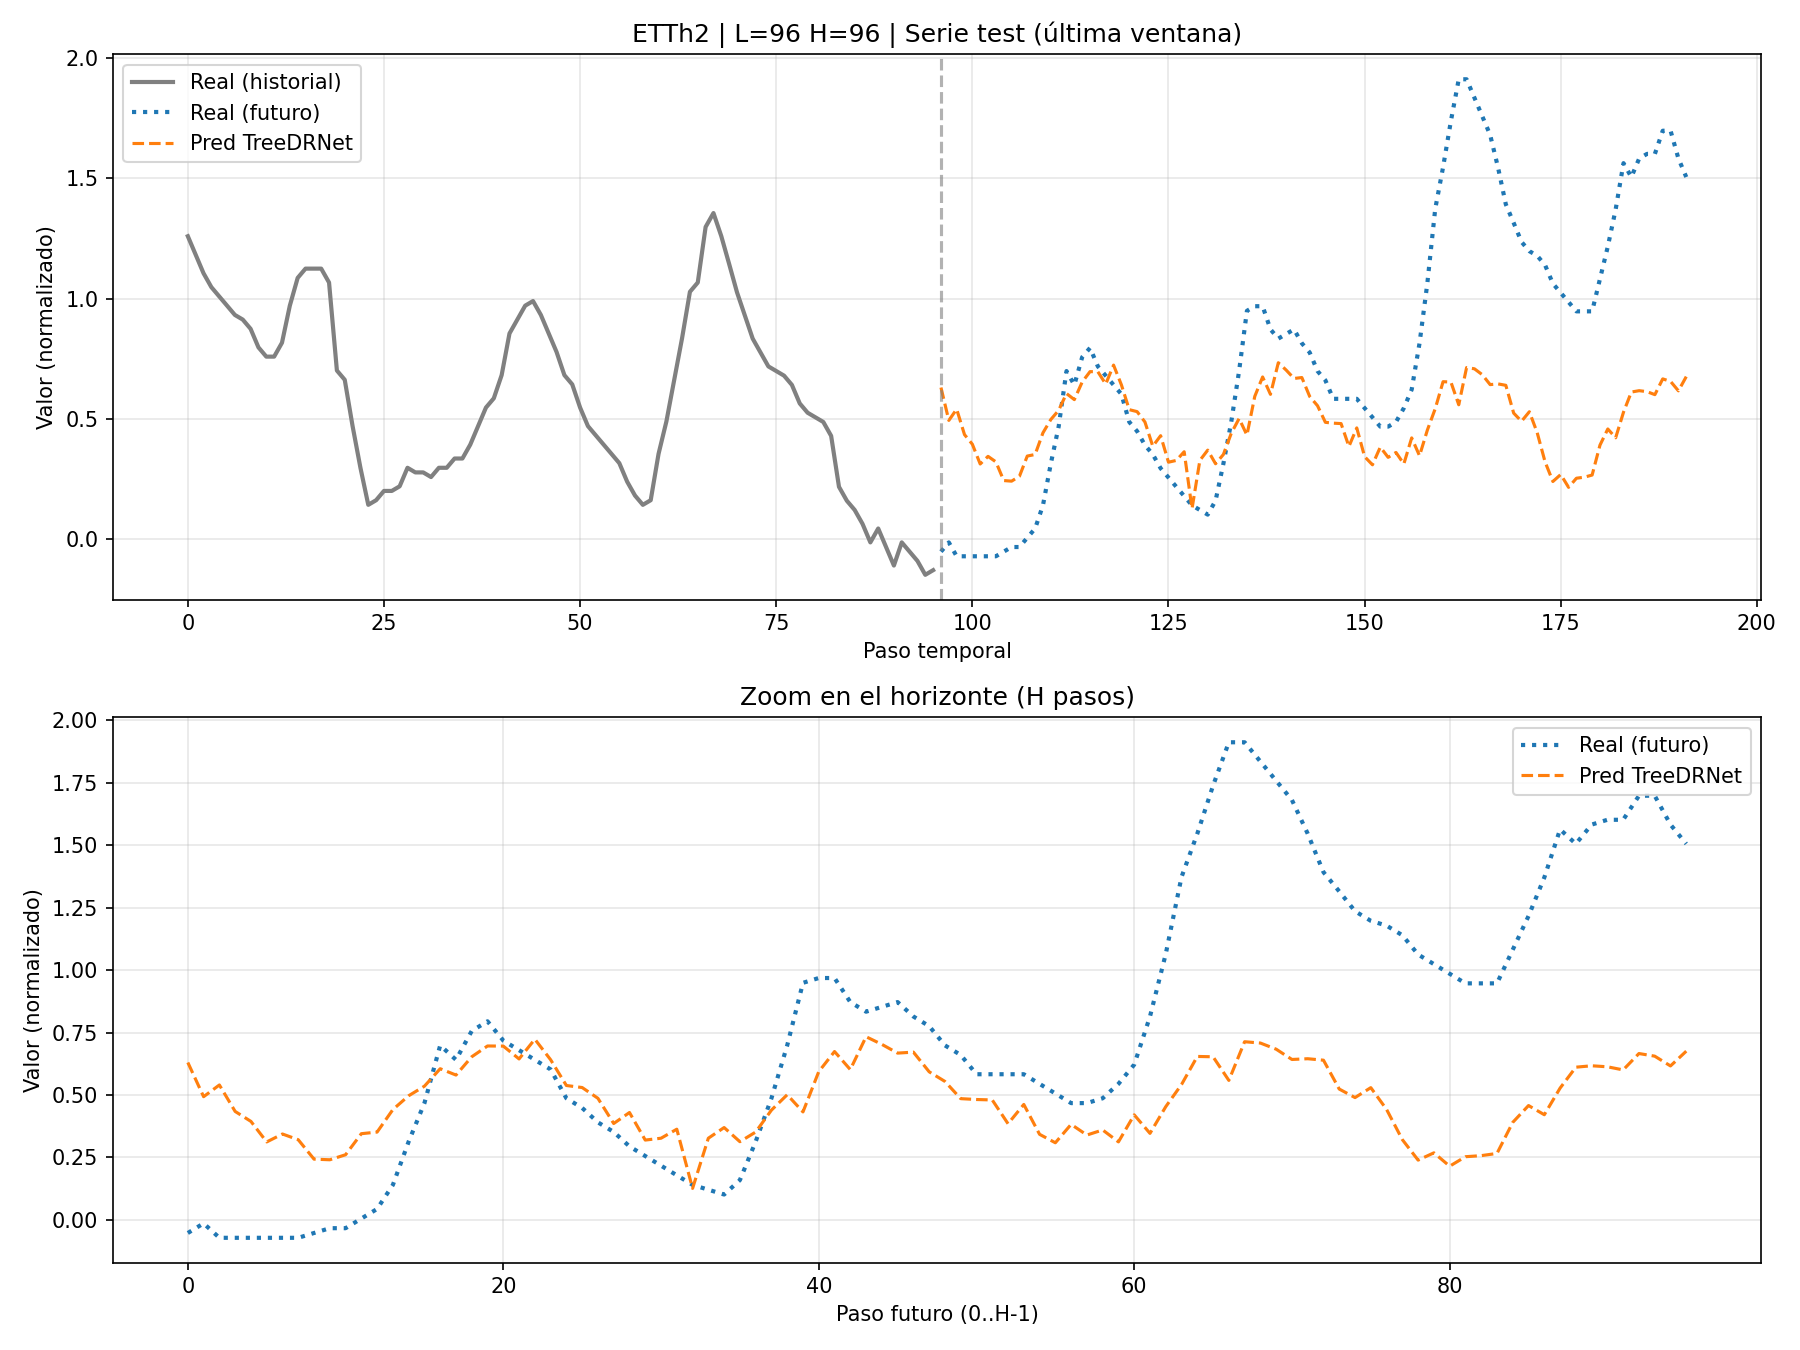 ETTh2 | L=96 H=96 | Serie test (última ventana)
Real (historial)
Real (futuro)
Pred TreeDRNet
Valor (normalizado)
2.0
1.5
1.0
0.5
0.0
0 25 50 75 100 125 150 175 200
Paso temporal
Zoom en el horizonte (H pasos)
Real (futuro)
Pred TreeDRNet
Valor (normalizado)
2.00
1.75
1.50
1.25
1.00
0.75
0.50
0.25
0.00
0 20 40 60 80
Paso futuro (0..H-1)